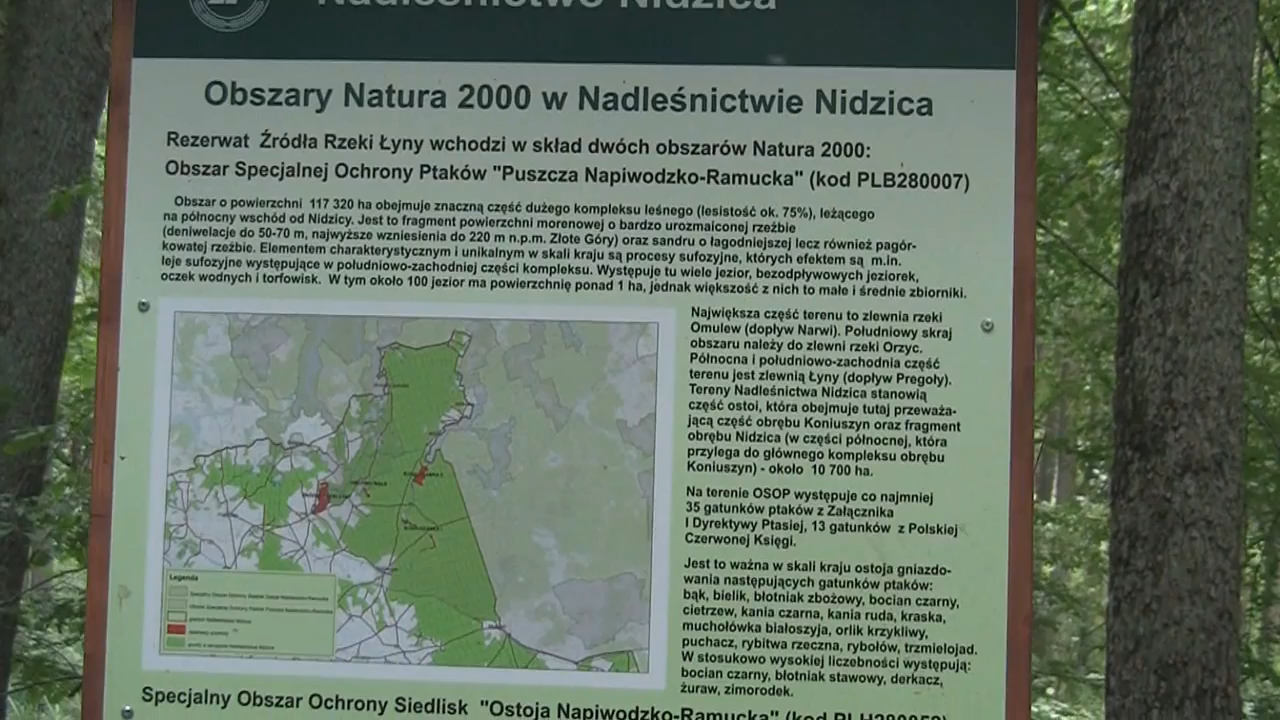 Nadleśnictwo Nidzica
Obszary Natura 2000 w Nadleśnictwie Nidzica
Rezerwat Źródła Rzeki Łyny wchodzi w skład dwóch obszarów Natura 2000:
Obszar Specjalnej Ochrony Ptaków "Puszcza Napiwodzko-Ramucka" (kod PLB280007)
Obszar o powierzchni 117 320 ha obejmuje znaczną część dużego kompleksu leśnego (lesistość ok. 75%), leżącego
na północny wschód od Nidzicy. Jest to fragment powierzchni morenowej o bardzo urozmaiconej rzeźbie
(deniwelacje do 50-70 m, najwyższe wzniesienia do 220 m n.p.m. Złote Góry) oraz sandru o łagodniejszej lecz również pagór-
kowatej rzeźbie. Elementem charakterystycznym i unikalnym w skali kraju są procesy sufozyjne, których efektem są m.in.
leje sufozyjne występujące w południowo-zachodniej części kompleksu. Występuje tu wiele jezior, bezodpływowych jeziorek,
oczek wodnych i torfowisk. W tym około 100 jezior ma powierzchnię ponad 1 ha, jednak większość z nich to małe i średnie zbiorniki.
Największa część terenu to zlewnia rzeki
Omulew (dopływ Narwi). Południowy skraj
obszaru należy do zlewni rzeki Orzyc.
Północna i południowo-zachodnia część
terenu jest zlewnią Łyny (dopływ Pregoły).
Tereny Nadleśnictwa Nidzica stanowią
część ostoi, która obejmuje tutaj przeważa-
jącą część obrębu Koniuszyn oraz fragment
obrębu Nidzica (w części północnej, która
przylega do głównego kompleksu obrębu
Koniuszyn) - około 10 700 ha.
Na terenie OSOP występuje co najmniej
35 gatunków ptaków z Załącznika
I Dyrektywy Ptasiej, 13 gatunków z Polskiej
Czerwonej Księgi.
Jest to ważna w skali kraju ostoja gniazdo-
wania następujących gatunków ptaków:
bąk, bielik, błotniak zbożowy, bocian czarny,
cietrzew, kania czarna, kania ruda, kraska,
muchołówka białoszyja, orlik krzykliwy,
puchacz, rybitwa rzeczna, rybołów, trzmielojad.
W stosukowo wysokiej liczebności występują:
bocian czarny, błotniak stawowy, derkacz,
żuraw, zimorodek.
Legenda
Specjalny Obszar Ochrony Siedlisk "Ostoja Napiwodzko-Ramucka" (kod